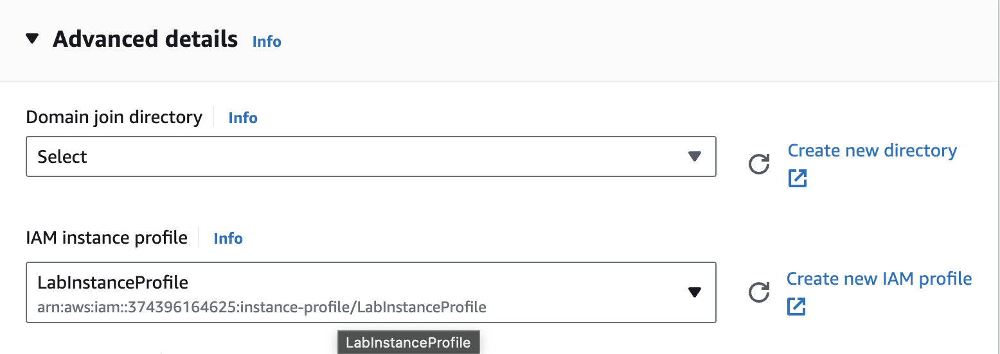 Advanced details Info
Domain join directory Info
Select
Create new directory
IAM instance profile Info
LabInstanceProfile
arn:aws:iam::374396164625:instance-profile/LabInstanceProfile
Create new IAM profile
LabInstanceProfile